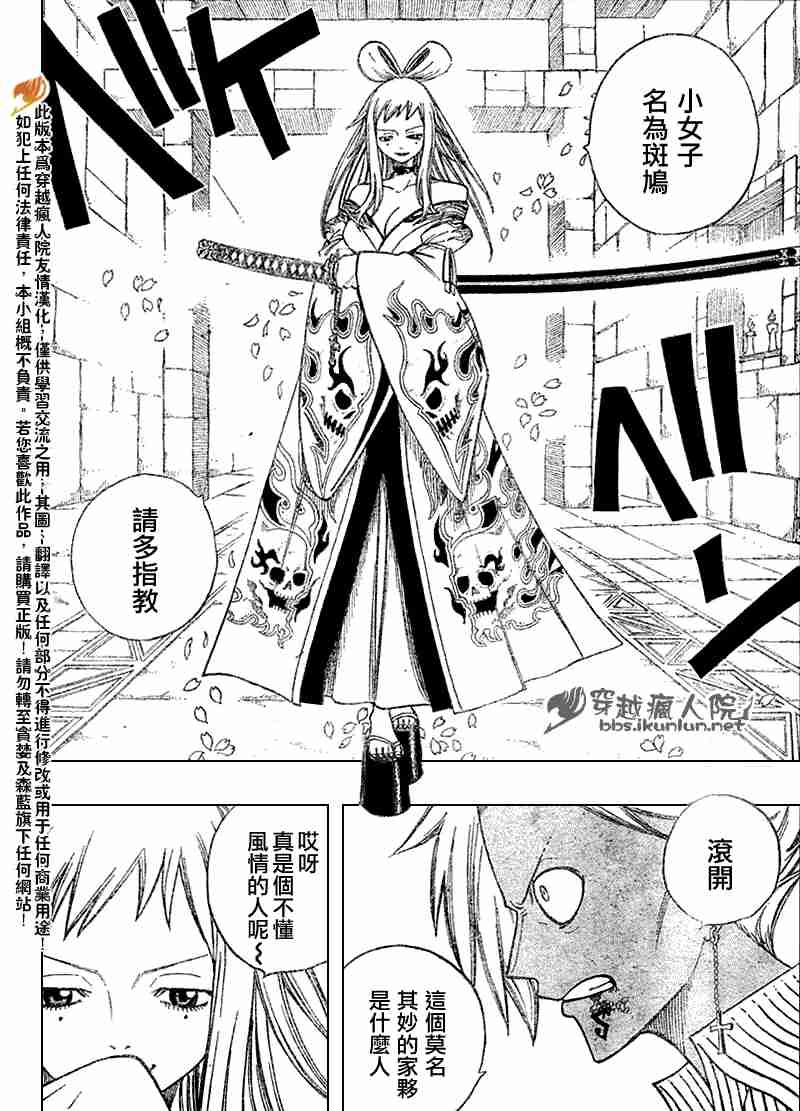 小女子
名為斑鳩
請多指教
バババン
滾開
這個莫名
其妙的家夥
是什麼人
哎呀
真是個不懂
風情的人呢～
穿越瘋人院
bbs.ikunlun.net
此版本爲穿越瘋人院友情漢化，僅供學習交流之用；其圖；翻譯以及任何部分不得進行修改或用于任何商業用途！
如犯上任何法律責任，本小組概不負責。若您喜歡此作品，請購買正版！請勿轉至貪婪及森藍旗下任何網站！